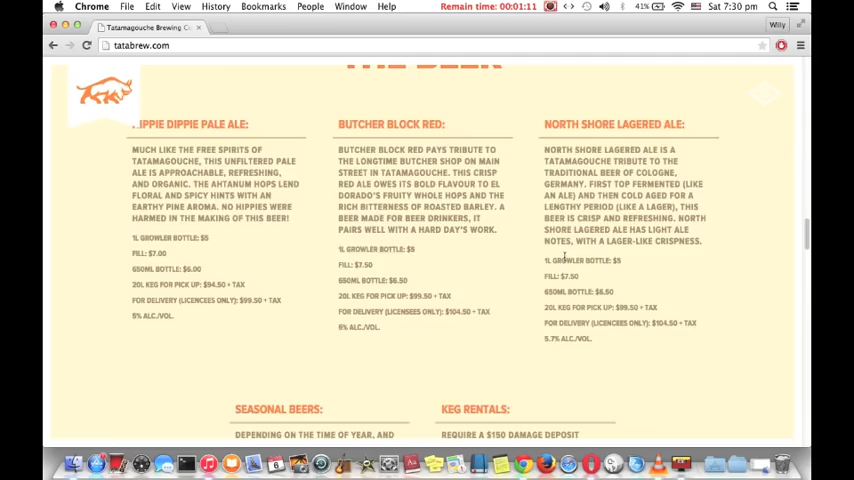 Chrome File Edit View History Bookmarks People Window Help Remain time: 00:01:11 41% Sat 7:30 pm
Tatamagouche Brewing Co Willy
tatabrew.com
THE BEER
HIPPIE DIPPIE PALE ALE:
MUCH LIKE THE FREE SPIRITS OF
TATAMAGOUCHE, THIS UNFILTERED PALE
ALE IS APPROACHABLE, REFRESHING,
AND ORGANIC. THE AHTANUM HOPS LEND
FLORAL AND SPICY HINTS WITH AN
EARTHY PINE AROMA. NO HIPPIES WERE
HARMED IN THE MAKING OF THIS BEER!
1L GROWLER BOTTLE: $5
FILL: $7.00
650ML BOTTLE: $6.00
20L KEG FOR PICK UP: $94.50 + TAX
FOR DELIVERY (LICENCEES ONLY): $99.50 + TAX
5% ALC./VOL.
BUTCHER BLOCK RED:
BUTCHER BLOCK RED PAYS TRIBUTE TO
THE LONGTIME BUTCHER SHOP ON MAIN
STREET IN TATAMAGOUCHE. THIS CRISP
RED ALE OWES ITS BOLD FLAVOUR TO EL
DORADO'S FRUITY WHOLE HOPS AND THE
RICH BITTERNESS OF ROASTED BARLEY. A
BEER MADE FOR BEER DRINKERS, IT
PAIRS WELL WITH A HARD DAY'S WORK.
1L GROWLER BOTTLE: $5
FILL: $7.50
650ML BOTTLE: $6.50
20L KEG FOR PICK UP: $99.50 + TAX
FOR DELIVERY (LICENSEES ONLY): $104.50 + TAX
6% ALC./VOL.
NORTH SHORE LAGERED ALE:
NORTH SHORE LAGERED ALE IS A
TATAMAGOUCHE TRIBUTE TO THE
TRADITIONAL BEER OF COLOGNE,
GERMANY. FIRST TOP FERMENTED (LIKE
AN ALE) AND THEN COLD AGED FOR A
LENGTHY PERIOD (LIKE A LAGER), THIS
BEER IS CRISP AND REFRESHING. NORTH
SHORE LAGERED ALE HAS LIGHT ALE
NOTES, WITH A LAGER-LIKE CRISPNESS.
1L GROWLER BOTTLE: $5
FILL: $7.50
650ML BOTTLE: $6.50
20L KEG FOR PICK UP: $99.50 + TAX
FOR DELIVERY (LICENCEES ONLY): $104.50 + TAX
5.7% ALC./VOL.
SEASONAL BEERS:
DEPENDING ON THE TIME OF YEAR, AND
KEG RENTALS:
REQUIRE A $150 DAMAGE DEPOSIT